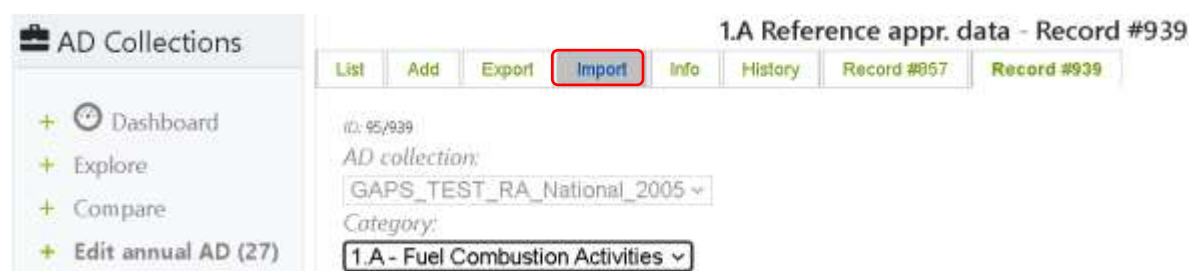 AD Collections
+ Dashboard
+ Explore
+ Compare
+ Edit annual AD (27)
1.A Reference appr. data - Record #939
List Add Export Import Info History Record #857 Record #939
ID: 95/939
AD collection:
GAPS_TEST_RA_National_2005
Category:
1.A - Fuel Combustion Activities